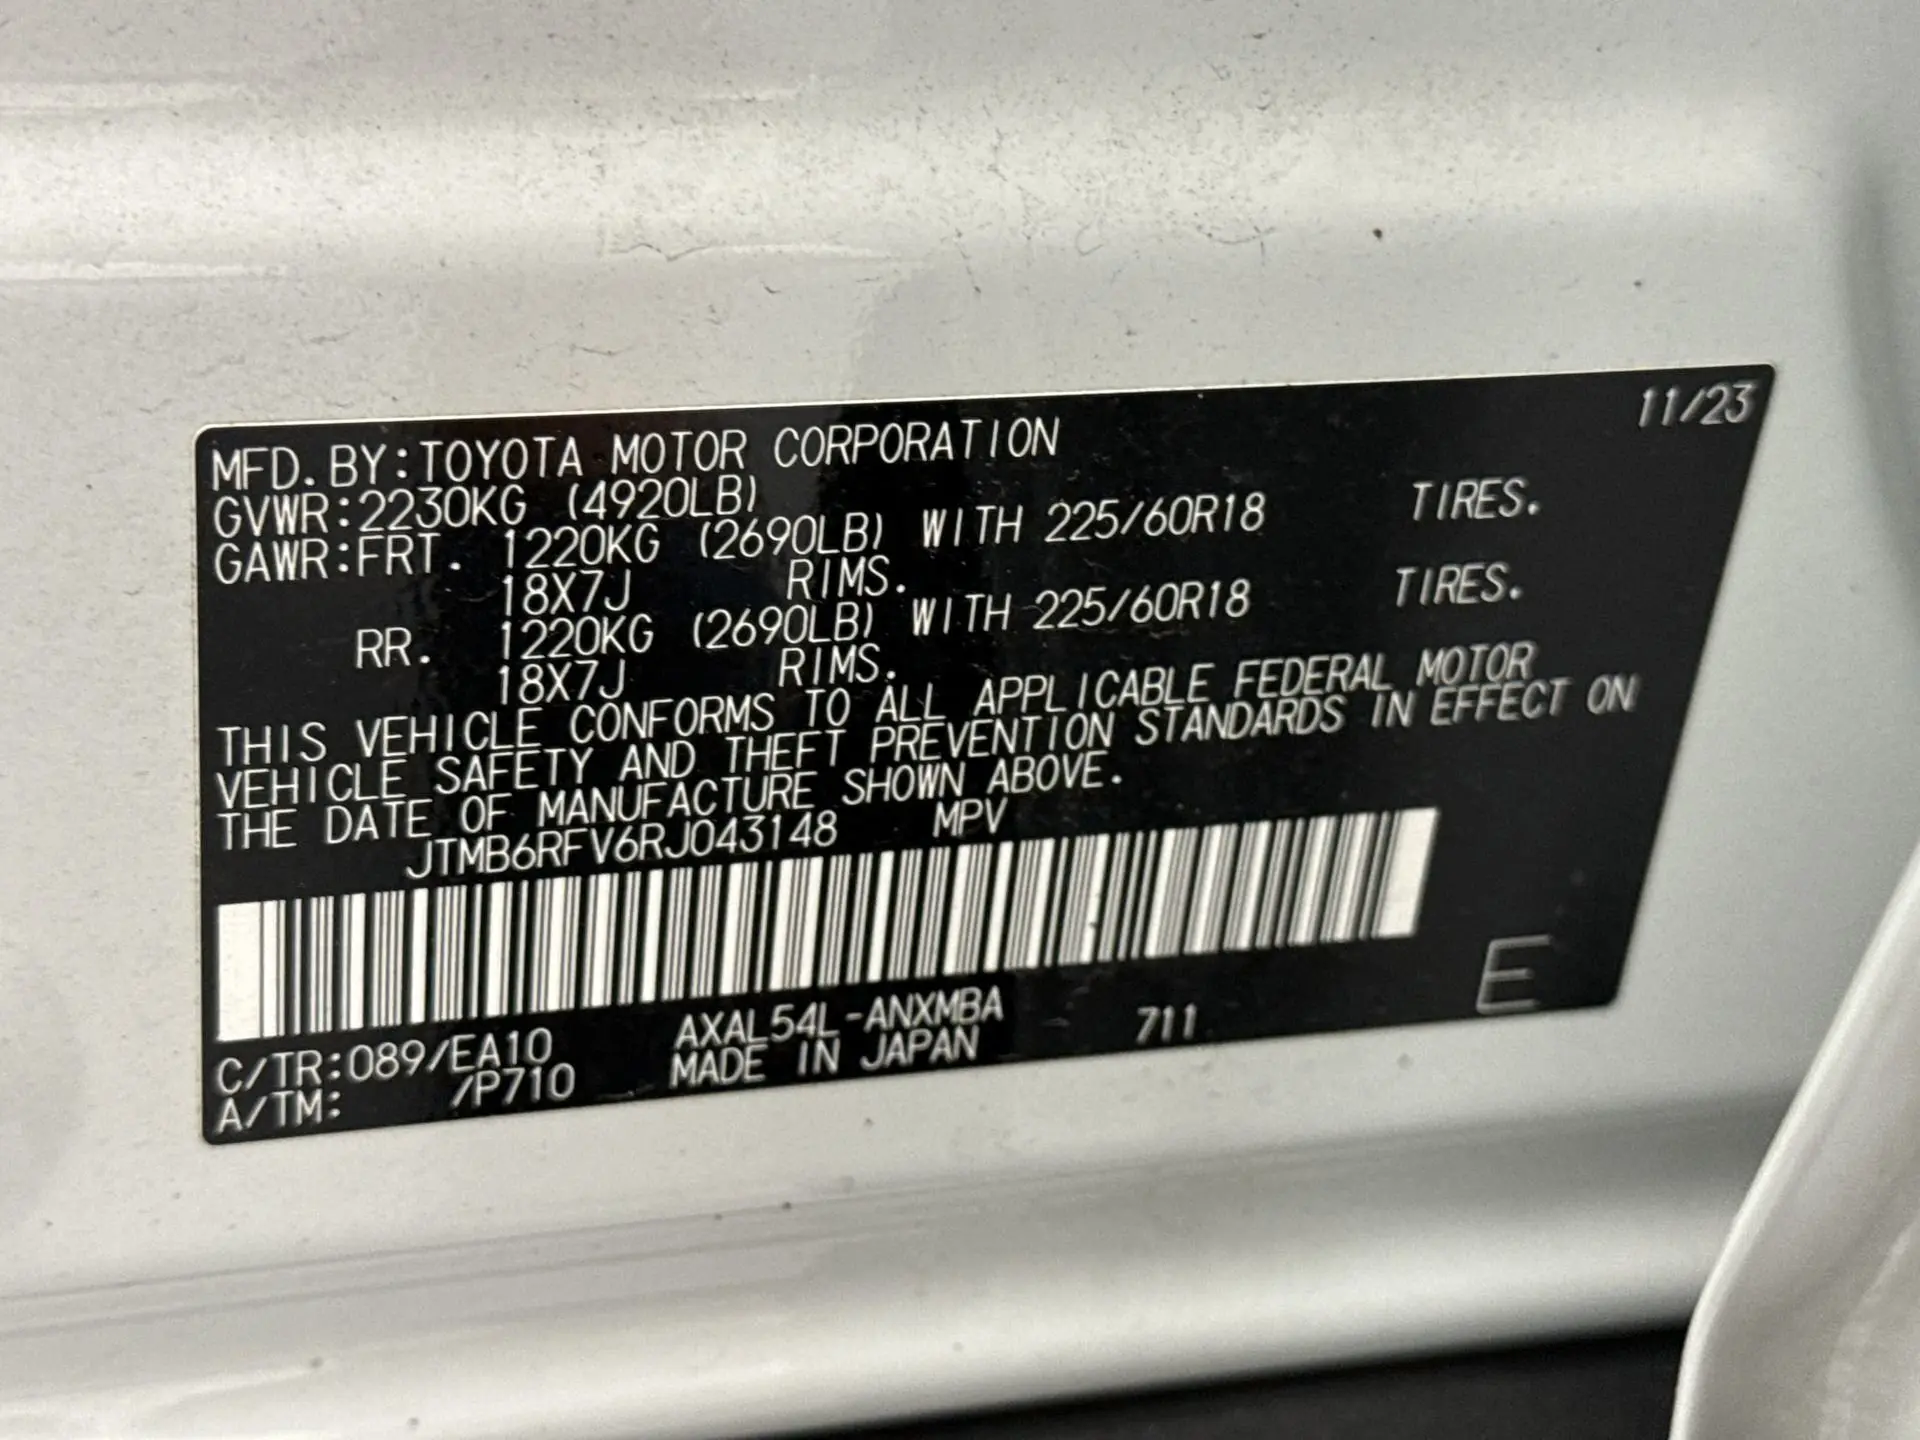 11/23
MFD. BY:TOYOTA MOTOR CORPORATION
GVWR:2230KG (4920LB)
GAWR:FRT. 1220KG (2690LB) WITH 225/60R18 TIRES.
18X7J RIMS.
RR. 1220KG (2690LB) WITH 225/60R18 TIRES.
18X7J RIMS.
THIS VEHICLE CONFORMS TO ALL APPLICABLE FEDERAL MOTOR
VEHICLE SAFETY AND THEFT PREVENTION STANDARDS IN EFFECT ON
THE DATE OF MANUFACTURE SHOWN ABOVE.
JTMB6RFV6RJ043148 MPV
E
C/TR:089/EA10 AXAL54L-ANXMBA 711
A/TM: /P710 MADE IN JAPAN